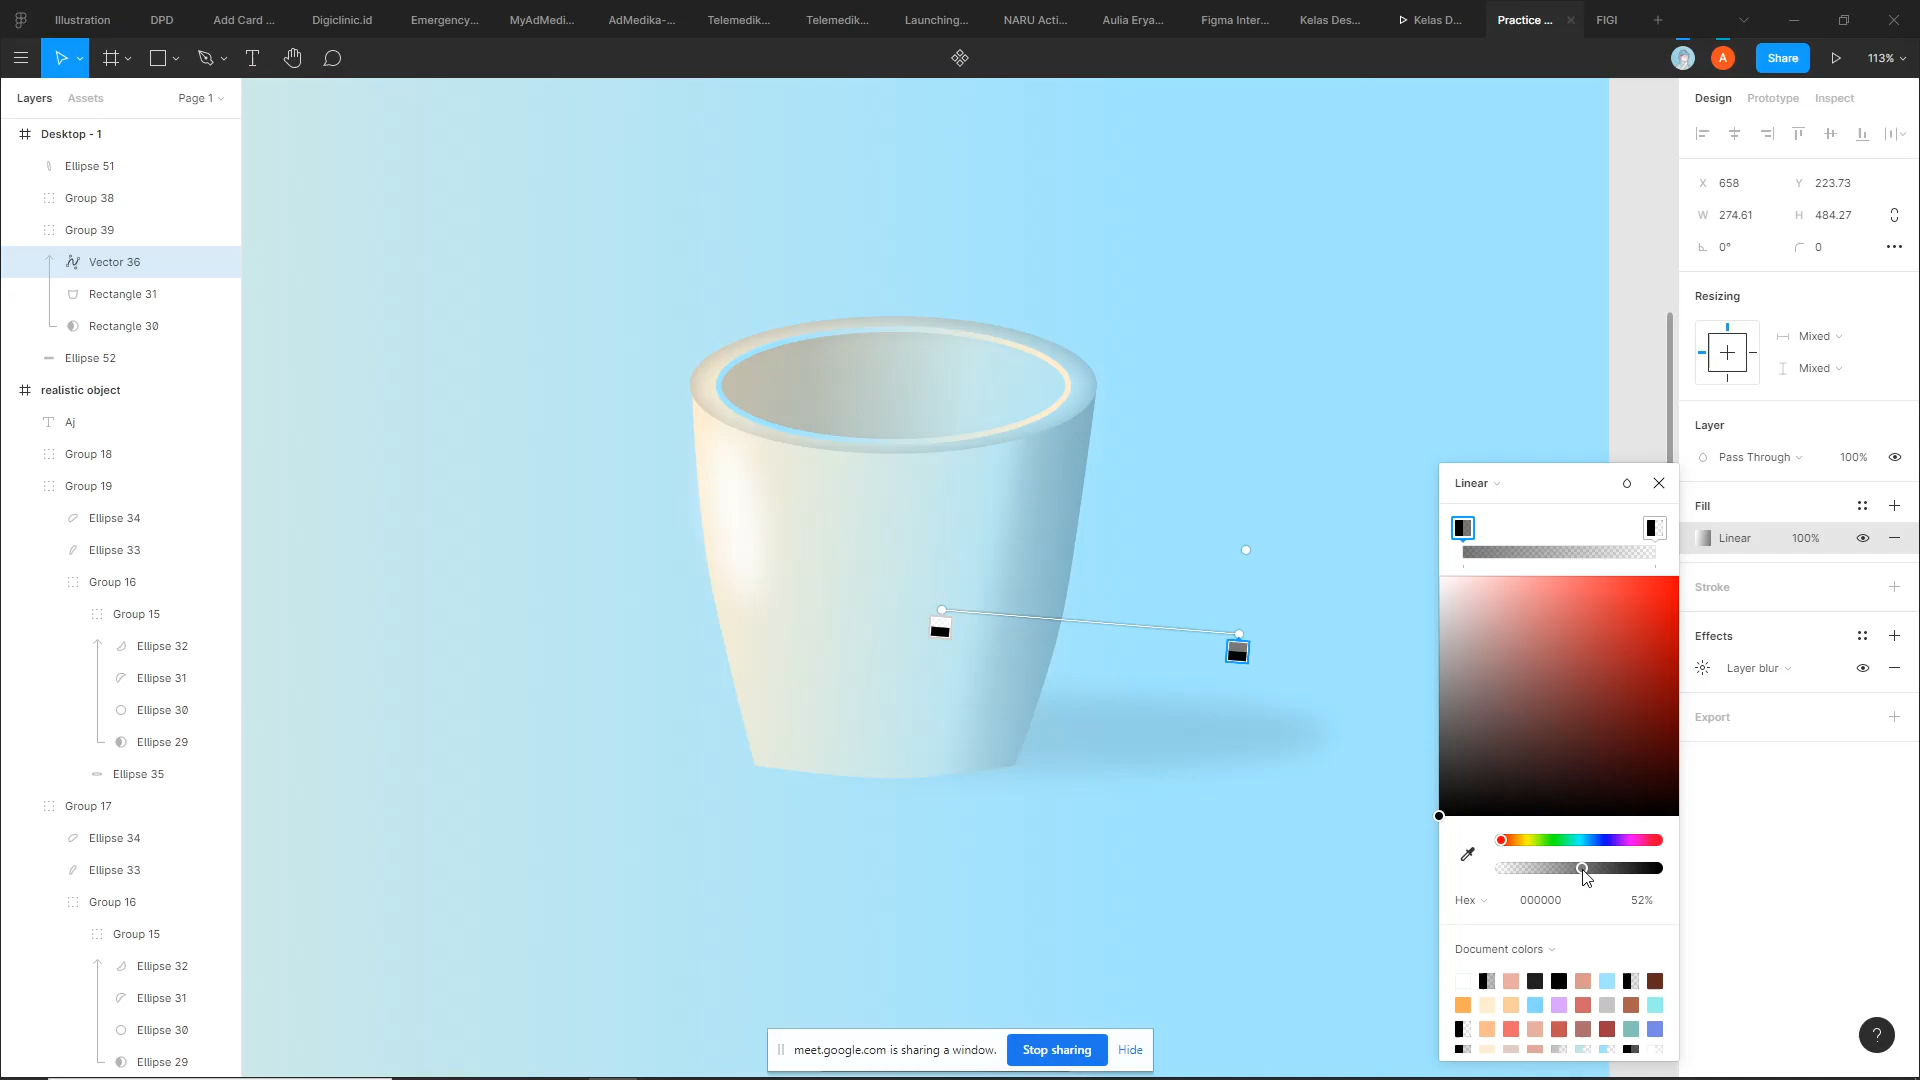 Illustration
DPD
Add Card ...
Digiclinic.id
Emergency...
MyAdMedi...
AdMedika-...
Telemedik...
Telemedik...
Launching...
NARU Acti...
Aulia Erya...
Figma Inter...
Kelas Des...
Kelas D...
Practice ...
FIGI
A
Share
113%
Layers
Assets
Page 1
Desktop - 1
Ellipse 51
Group 38
Group 39
Vector 36
Rectangle 31
Rectangle 30
Ellipse 52
realistic object
Aj
Group 18
Group 19
Ellipse 34
Ellipse 33
Group 16
Group 15
Ellipse 32
Ellipse 31
Ellipse 30
Ellipse 29
Ellipse 35
Group 17
Ellipse 34
Ellipse 33
Group 16
Group 15
Ellipse 32
Ellipse 31
Ellipse 30
Ellipse 29
meet.google.com is sharing a window.
Stop sharing
Hide
Linear
Hex
000000
52%
Document colors
Design
Prototype
Inspect
X 658
Y 223.73
W 274.61
H 484.27
0°
0
Resizing
Mixed
Mixed
Layer
Pass Through
100%
Fill
Linear
100%
Stroke
Effects
Layer blur
Export
?